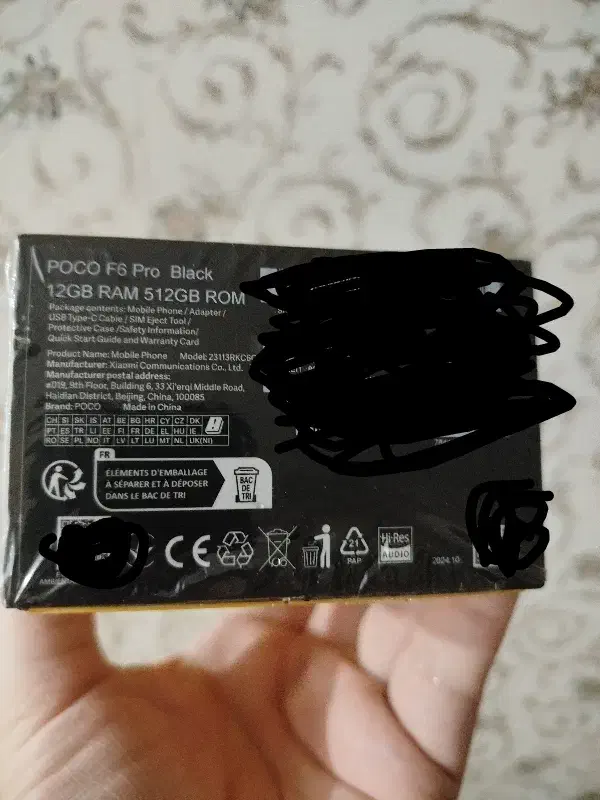 POCO F6 Pro Black
12GB RAM 512GB ROM
Package contents: Mobile Phone / Adapter /
USB Type-C Cable / SIM Eject Tool /
Protective Case /Safety Information/
Quick Start Guide and Warranty Card
Product Name: Mobile Phone Model: 23113RKC6
Manufacturer: Xiaomi Communications Co., Ltd.
Manufacturer postal address:
#019, 9th Floor, Building 6, 33 Xi'erqi Middle Road,
Haidian District, Beijing, China, 100085
Brand: POCO Made in China
CH SI SK IS AT BE BG HR CY CZ DK
PT ES TR LI EE FI FR DE EL HU IE
RO SE PL NO IT LV LT LU MT NL UK(NI)
FR
ÉLÉMENTS D'EMBALLAGE
À SÉPARER ET À DÉPOSER
DANS LE BAC DE TRI
BAC
DE
TRI
CE
21
PAP
Hi-Res
AUDIO
2024.10